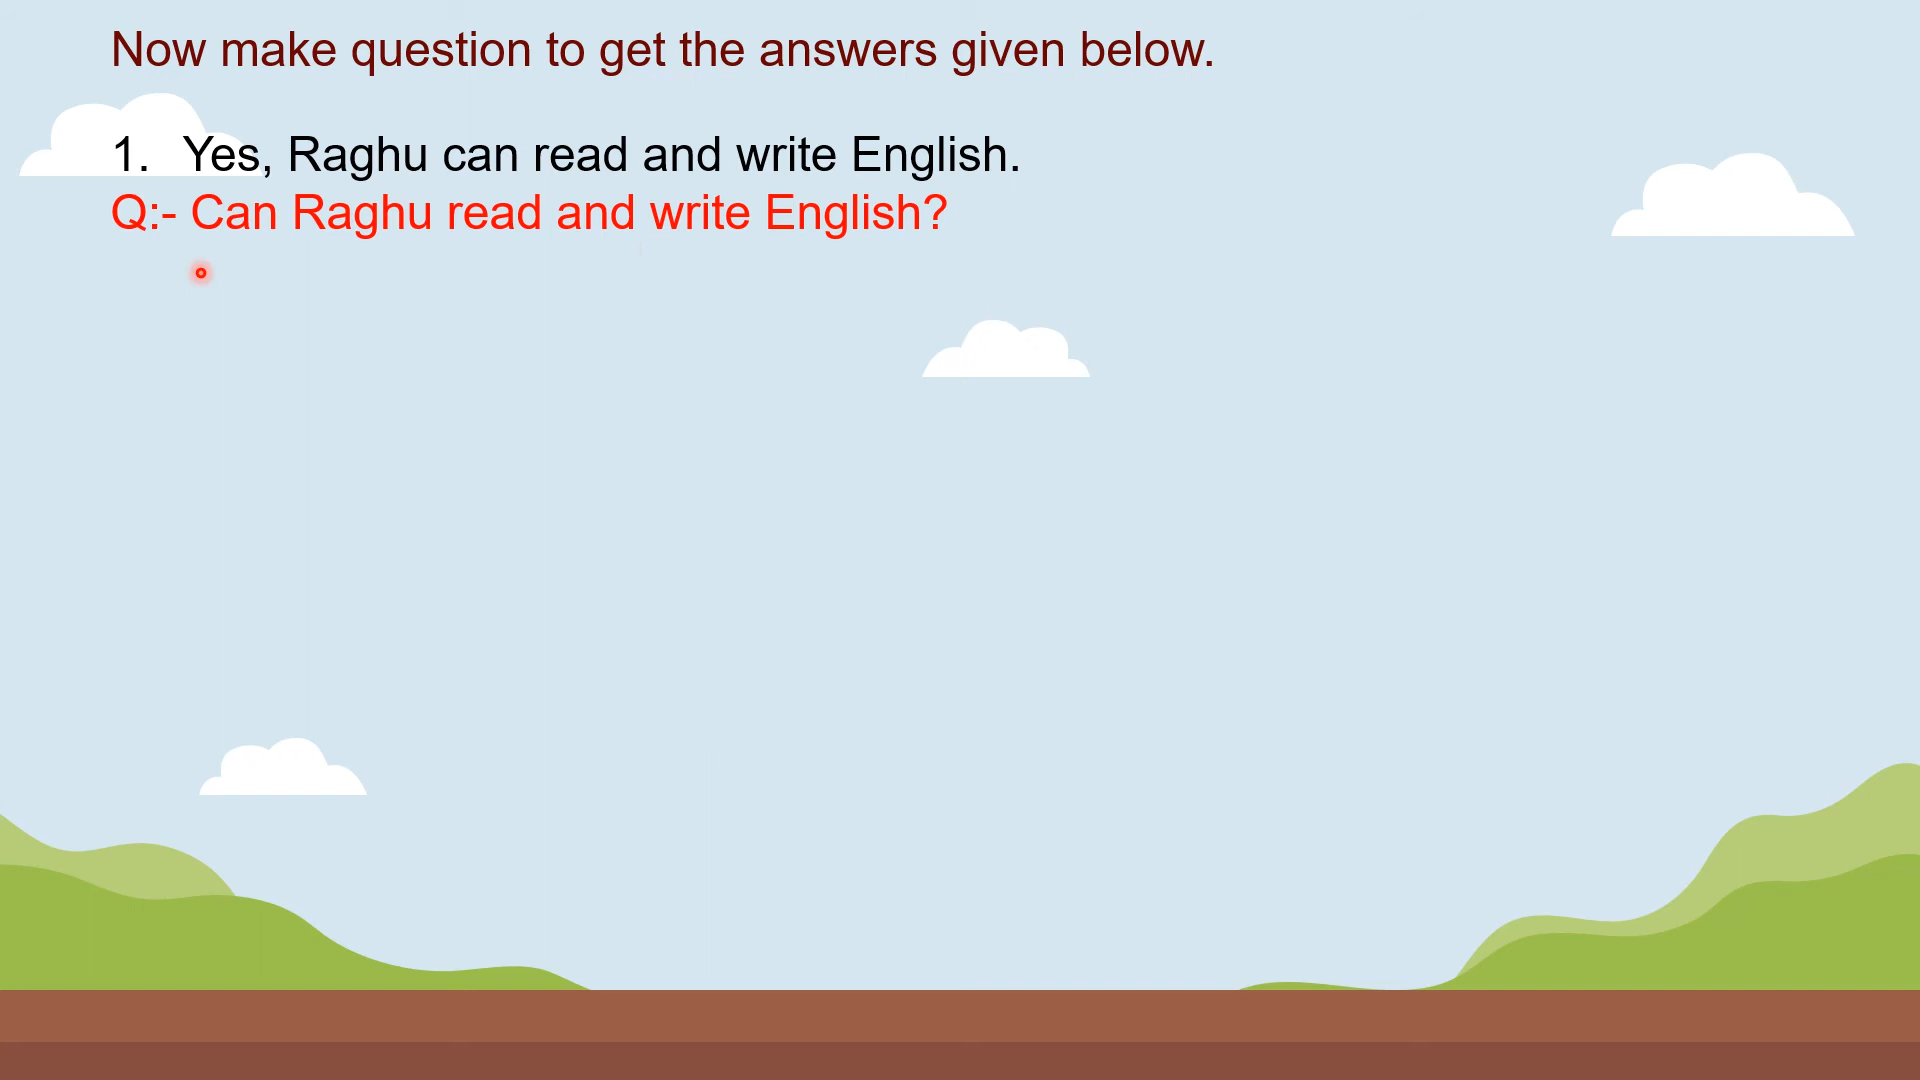 Now make question to get the answers given below.
1. Yes, Raghu can read and write English.
Q:- Can Raghu read and write English?